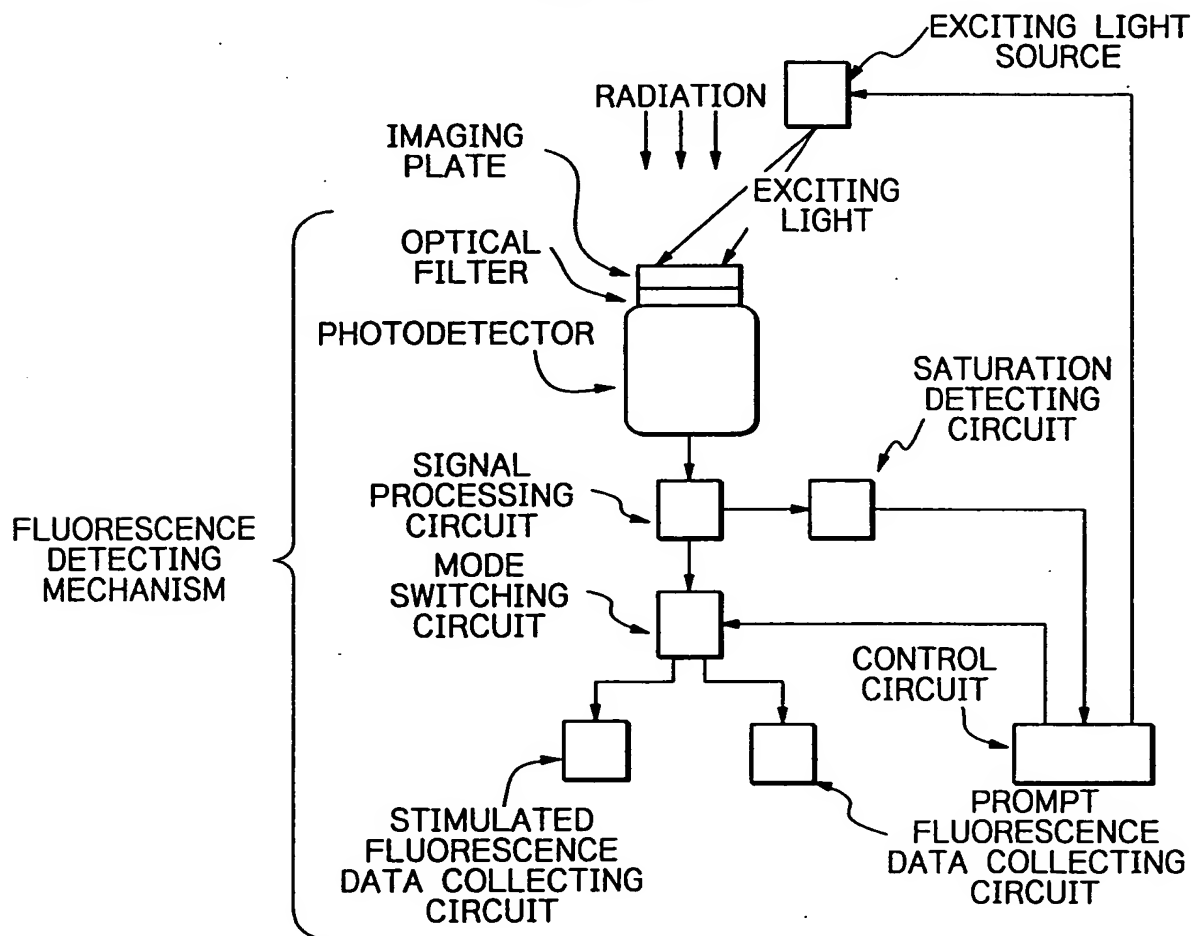 EXCITING LIGHT
SOURCE
RADIATION
IMAGING
PLATE
EXCITING
LIGHT
OPTICAL
FILTER
PHOTODETECTOR
SATURATION
DETECTING
CIRCUIT
SIGNAL
PROCESSING
CIRCUIT
FLUORESCENCE
DETECTING
MECHANISM
MODE
SWITCHING
CIRCUIT
CONTROL
CIRCUIT
STIMULATED
FLUORESCENCE
DATA COLLECTING
CIRCUIT
PROMPT
FLUORESCENCE
DATA COLLECTING
CIRCUIT